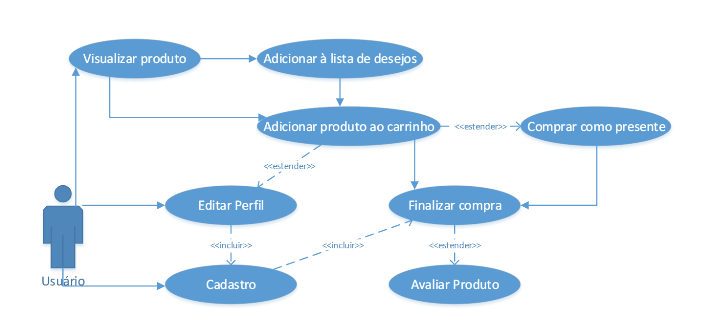 Visualizar produto
Adicionar à lista de desejos
Adicionar produto ao carrinho
<<estender>>
Comprar como presente
<<estender>>
Editar Perfil
Finalizar compra
<<incluir>>
<<incluir>>
<<estender>>
Usuário
Cadastro
Avaliar Produto